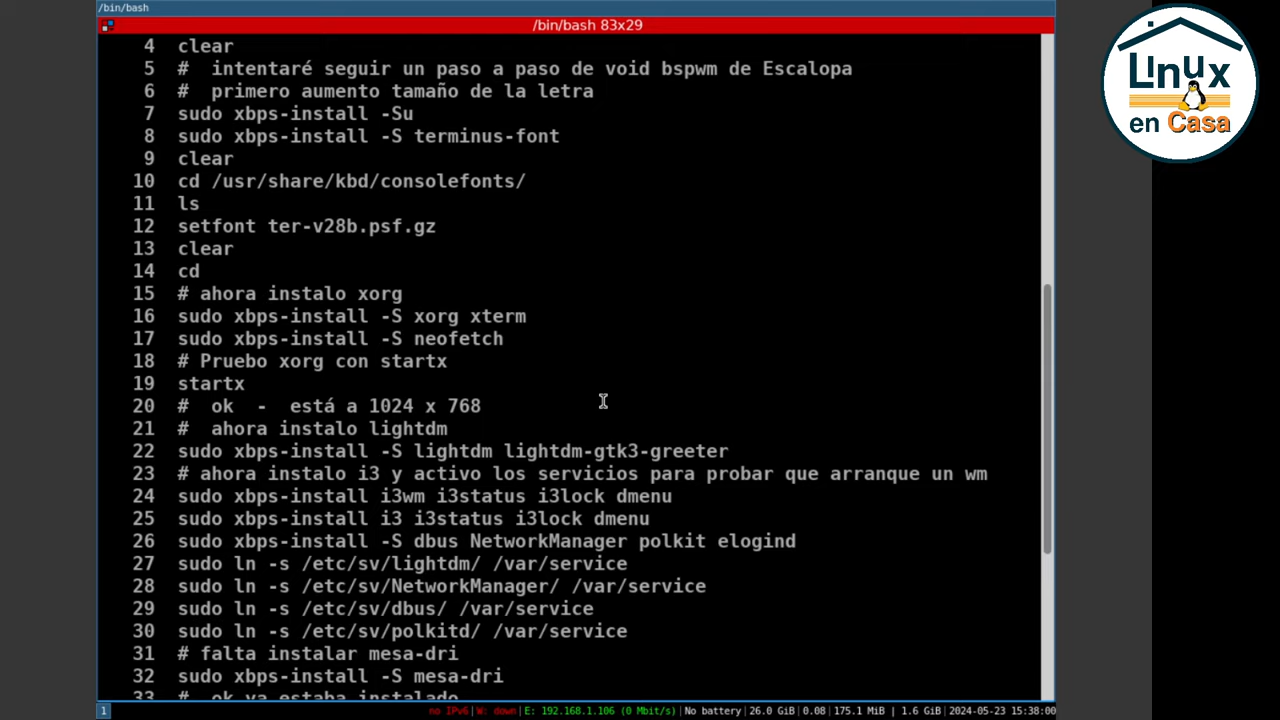 /bin/bash
/bin/bash 83x29
4 clear
5 #  intentaré seguir un paso a paso de void bspwm de Escalopa
6 #  primero aumento tamaño de la letra
7 sudo xbps-install -Su
8 sudo xbps-install -S terminus-font
9 clear
10 cd /usr/share/kbd/consolefonts/
11 ls
12 setfont ter-v28b.psf.gz
13 clear
14 cd
15 # ahora instalo xorg
16 sudo xbps-install -S xorg xterm
17 sudo xbps-install -S neofetch
18 # Pruebo xorg con startx
19 startx
20 #  ok  -  está a 1024 x 768
21 #  ahora instalo lightdm
22 sudo xbps-install -S lightdm lightdm-gtk3-greeter
23 # ahora instalo i3 y activo los servicios para probar que arranque un wm
24 sudo xbps-install i3wm i3status i3lock dmenu
25 sudo xbps-install i3 i3status i3lock dmenu
26 sudo xbps-install -S dbus NetworkManager polkit elogind
27 sudo ln -s /etc/sv/lightdm/ /var/service
28 sudo ln -s /etc/sv/NetworkManager/ /var/service
29 sudo ln -s /etc/sv/dbus/ /var/service
30 sudo ln -s /etc/sv/polkitd/ /var/service
31 # falta instalar mesa-dri
32 sudo xbps-install -S mesa-dri
33 #  ok ya estaba instalado
1
no IPv6|W: down|E: 192.168.1.106 (0 Mbit/s)|No battery|26.0 GiB|0.08|175.1 MiB | 1.6 GiB|2024-05-23 15:38:00
Linux
en Casa